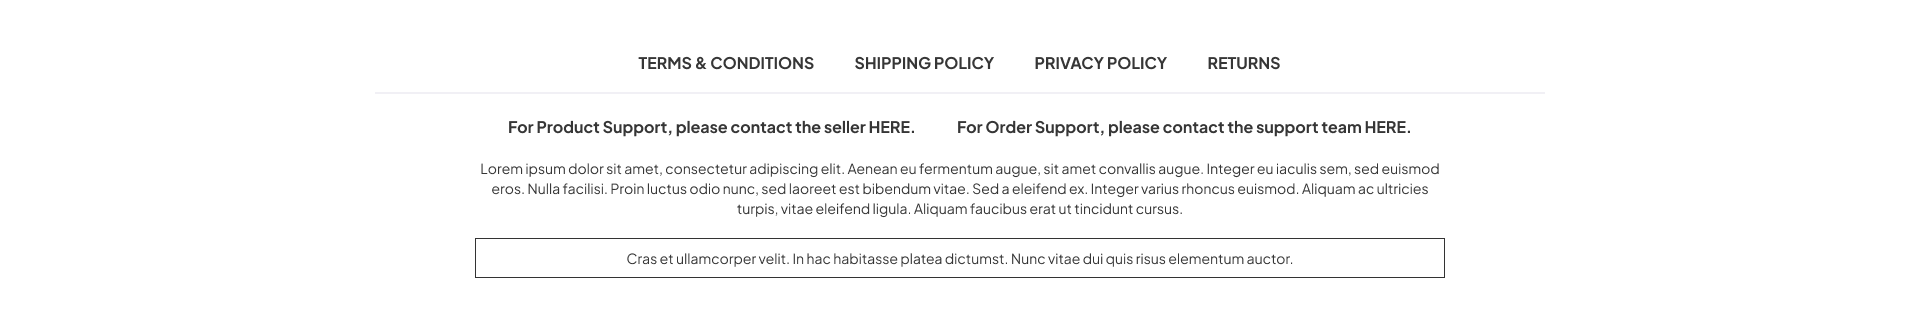 TERMS & CONDITIONS SHIPPING POLICY PRIVACY POLICY RETURNS
For Product Support, please contact the seller HERE. For Order Support, please contact the support team HERE.
Lorem ipsum dolor sit amet, consectetur adipiscing elit. Aenean eu fermentum augue, sit amet convallis augue. Integer eu iaculis sem, sed euismod
eros. Nulla facilisi. Proin luctus odio nunc, sed laoreet est bibendum vitae. Sed a eleifend ex. Integer varius rhoncus euismod. Aliquam ac ultricies
turpis, vitae eleifend ligula. Aliquam faucibus erat ut tincidunt cursus.
Cras et ullamcorper velit. In hac habitasse platea dictumst. Nunc vitae dui quis risus elementum auctor.